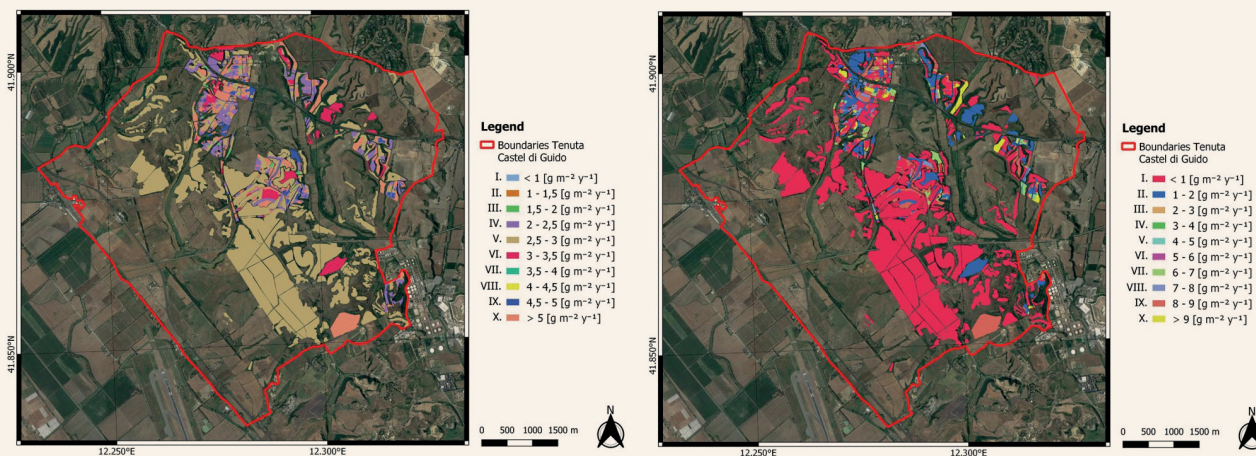 41.900°N
41.850°N
12.250°E
12.300°E
Legend
Boundaries Tenuta
Castel di Guido
I. < 1 [g m⁻² y⁻¹]
II. 1 - 1,5 [g m⁻² y⁻¹]
III. 1,5 - 2 [g m⁻² y⁻¹]
IV. 2 - 2,5 [g m⁻² y⁻¹]
V. 2,5 - 3 [g m⁻² y⁻¹]
VI. 3 - 3,5 [g m⁻² y⁻¹]
VII. 3,5 - 4 [g m⁻² y⁻¹]
VIII. 4 - 4,5 [g m⁻² y⁻¹]
IX. 4,5 - 5 [g m⁻² y⁻¹]
X. > 5 [g m⁻² y⁻¹]
N
0 500 1000 1500 m
41.900°N
41.850°N
12.250°E
12.300°E
Legend
Boundaries Tenuta
Castel di Guido
I. < 1 [g m⁻² y⁻¹]
II. 1 - 2 [g m⁻² y⁻¹]
III. 2 - 3 [g m⁻² y⁻¹]
IV. 3 - 4 [g m⁻² y⁻¹]
V. 4 - 5 [g m⁻² y⁻¹]
VI. 5 - 6 [g m⁻² y⁻¹]
VII. 6 - 7 [g m⁻² y⁻¹]
VIII. 7 - 8 [g m⁻² y⁻¹]
IX. 8 - 9 [g m⁻² y⁻¹]
X. > 9 [g m⁻² y⁻¹]
N
0 500 1000 1500 m